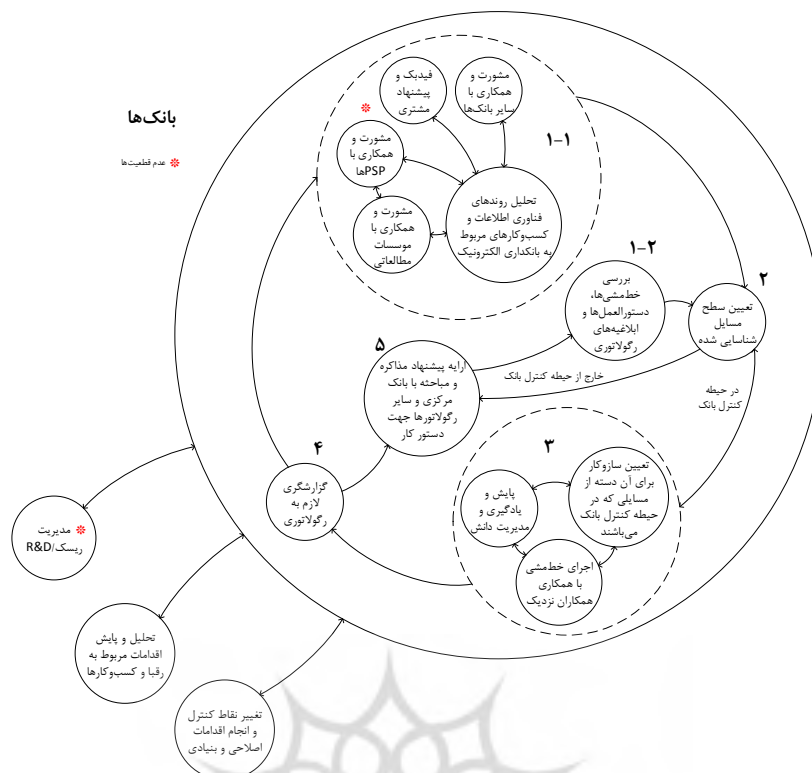 بانک‌ها
❊ عدم قطعیت‌ها
۱-۱
مشورت و
همکاری با
سایر بانک‌ها
فیدبک و
پیشنهاد
مشتری
❊
مشورت و
همکاری با
PSPها
مشورت و
همکاری با
موسسات
مطالعاتی
تحلیل روندهای
فناوری اطلاعات و
کسب‌وکارهای مربوط
به بانکداری الکترونیک
۱-۲
بررسی
خط‌مشی‌ها،
دستورالعمل‌ها و
ابلاغیه‌های
رگولاتوری
۲
تعیین سطح
مسایل
شناسایی شده
خارج از حیطه کنترل بانک
در حیطه
کنترل بانک
۵
ارایه پیشنهاد مذاکره
و مباحثه با بانک
مرکزی و سایر
رگولاتورها جهت
دستور کار
۳
تعیین سازوکار
برای آن دسته از
مسایلی که در
حیطه کنترل بانک
می‌باشند
پایش و
یادگیری و
مدیریت دانش
اجرای خط‌مشی
با همکاری
همکاران نزدیک
۴
گزارشگری
لازم به
رگولاتوری
❊ مدیریت
ریسک/R&D
تحلیل و پایش
اقدامات مربوط به
رقبا و کسب‌وکارها
تغییر نقاط کنترل
و انجام اقدامات
اصلاحی و بنیادی